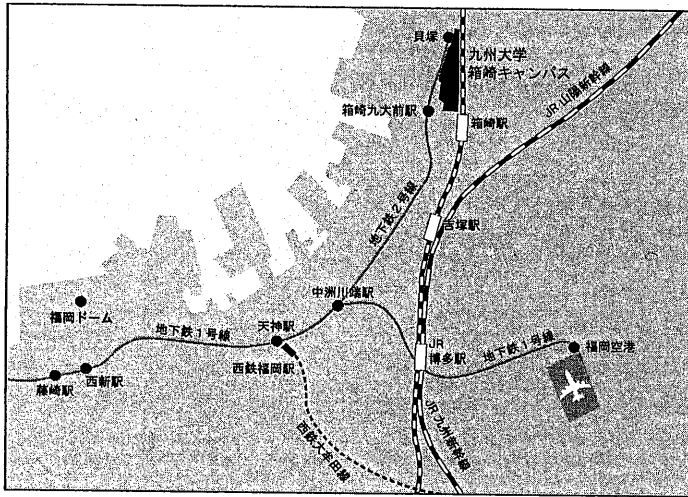 貝塚
九州大学
箱崎キャンパス
JR 山陽新幹線
箱崎九大前駅
箱崎駅
地下鉄2号線
吉塚駅
中洲川端駅
福岡ドーム
地下鉄1号線
天神駅
JR
博多駅
地下鉄1号線
福岡空港
西鉄福岡駅
藤崎駅
西新駅
西鉄大牟田線
JR 九州新幹線